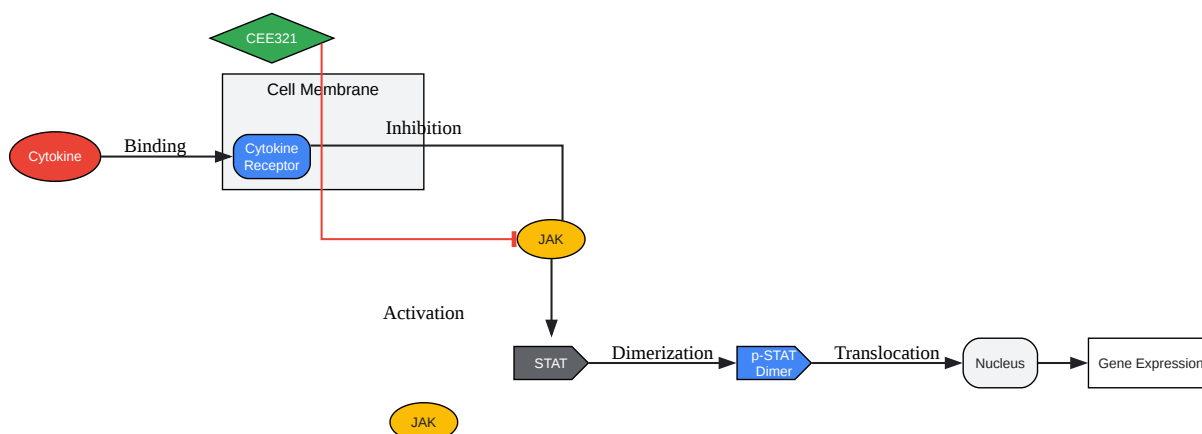 CEE321
Cell Membrane
Inhibition
Binding
Cytokine
Cytokine
Receptor
JAK
Activation
STAT
Dimerization
p-STAT
Dimer
Translocation
Nucleus
Gene Expression
JAK